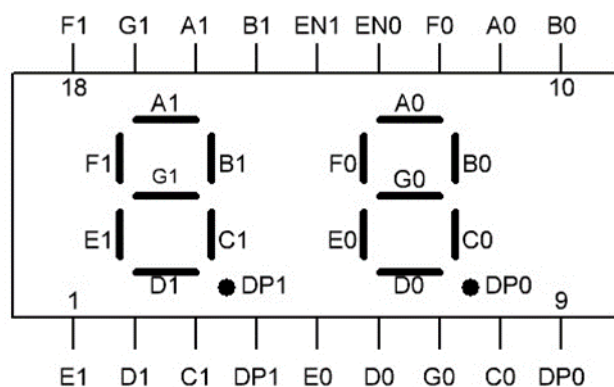 F1 G1 A1 B1 EN1 EN0 F0 A0 B0
18 10
A1 A0
F1 B1 F0 B0
G1 G0
E1 C1 E0 C0
D1 DP1 D0 DP0
1 9
E1 D1 C1 DP1 E0 D0 G0 C0 DP0